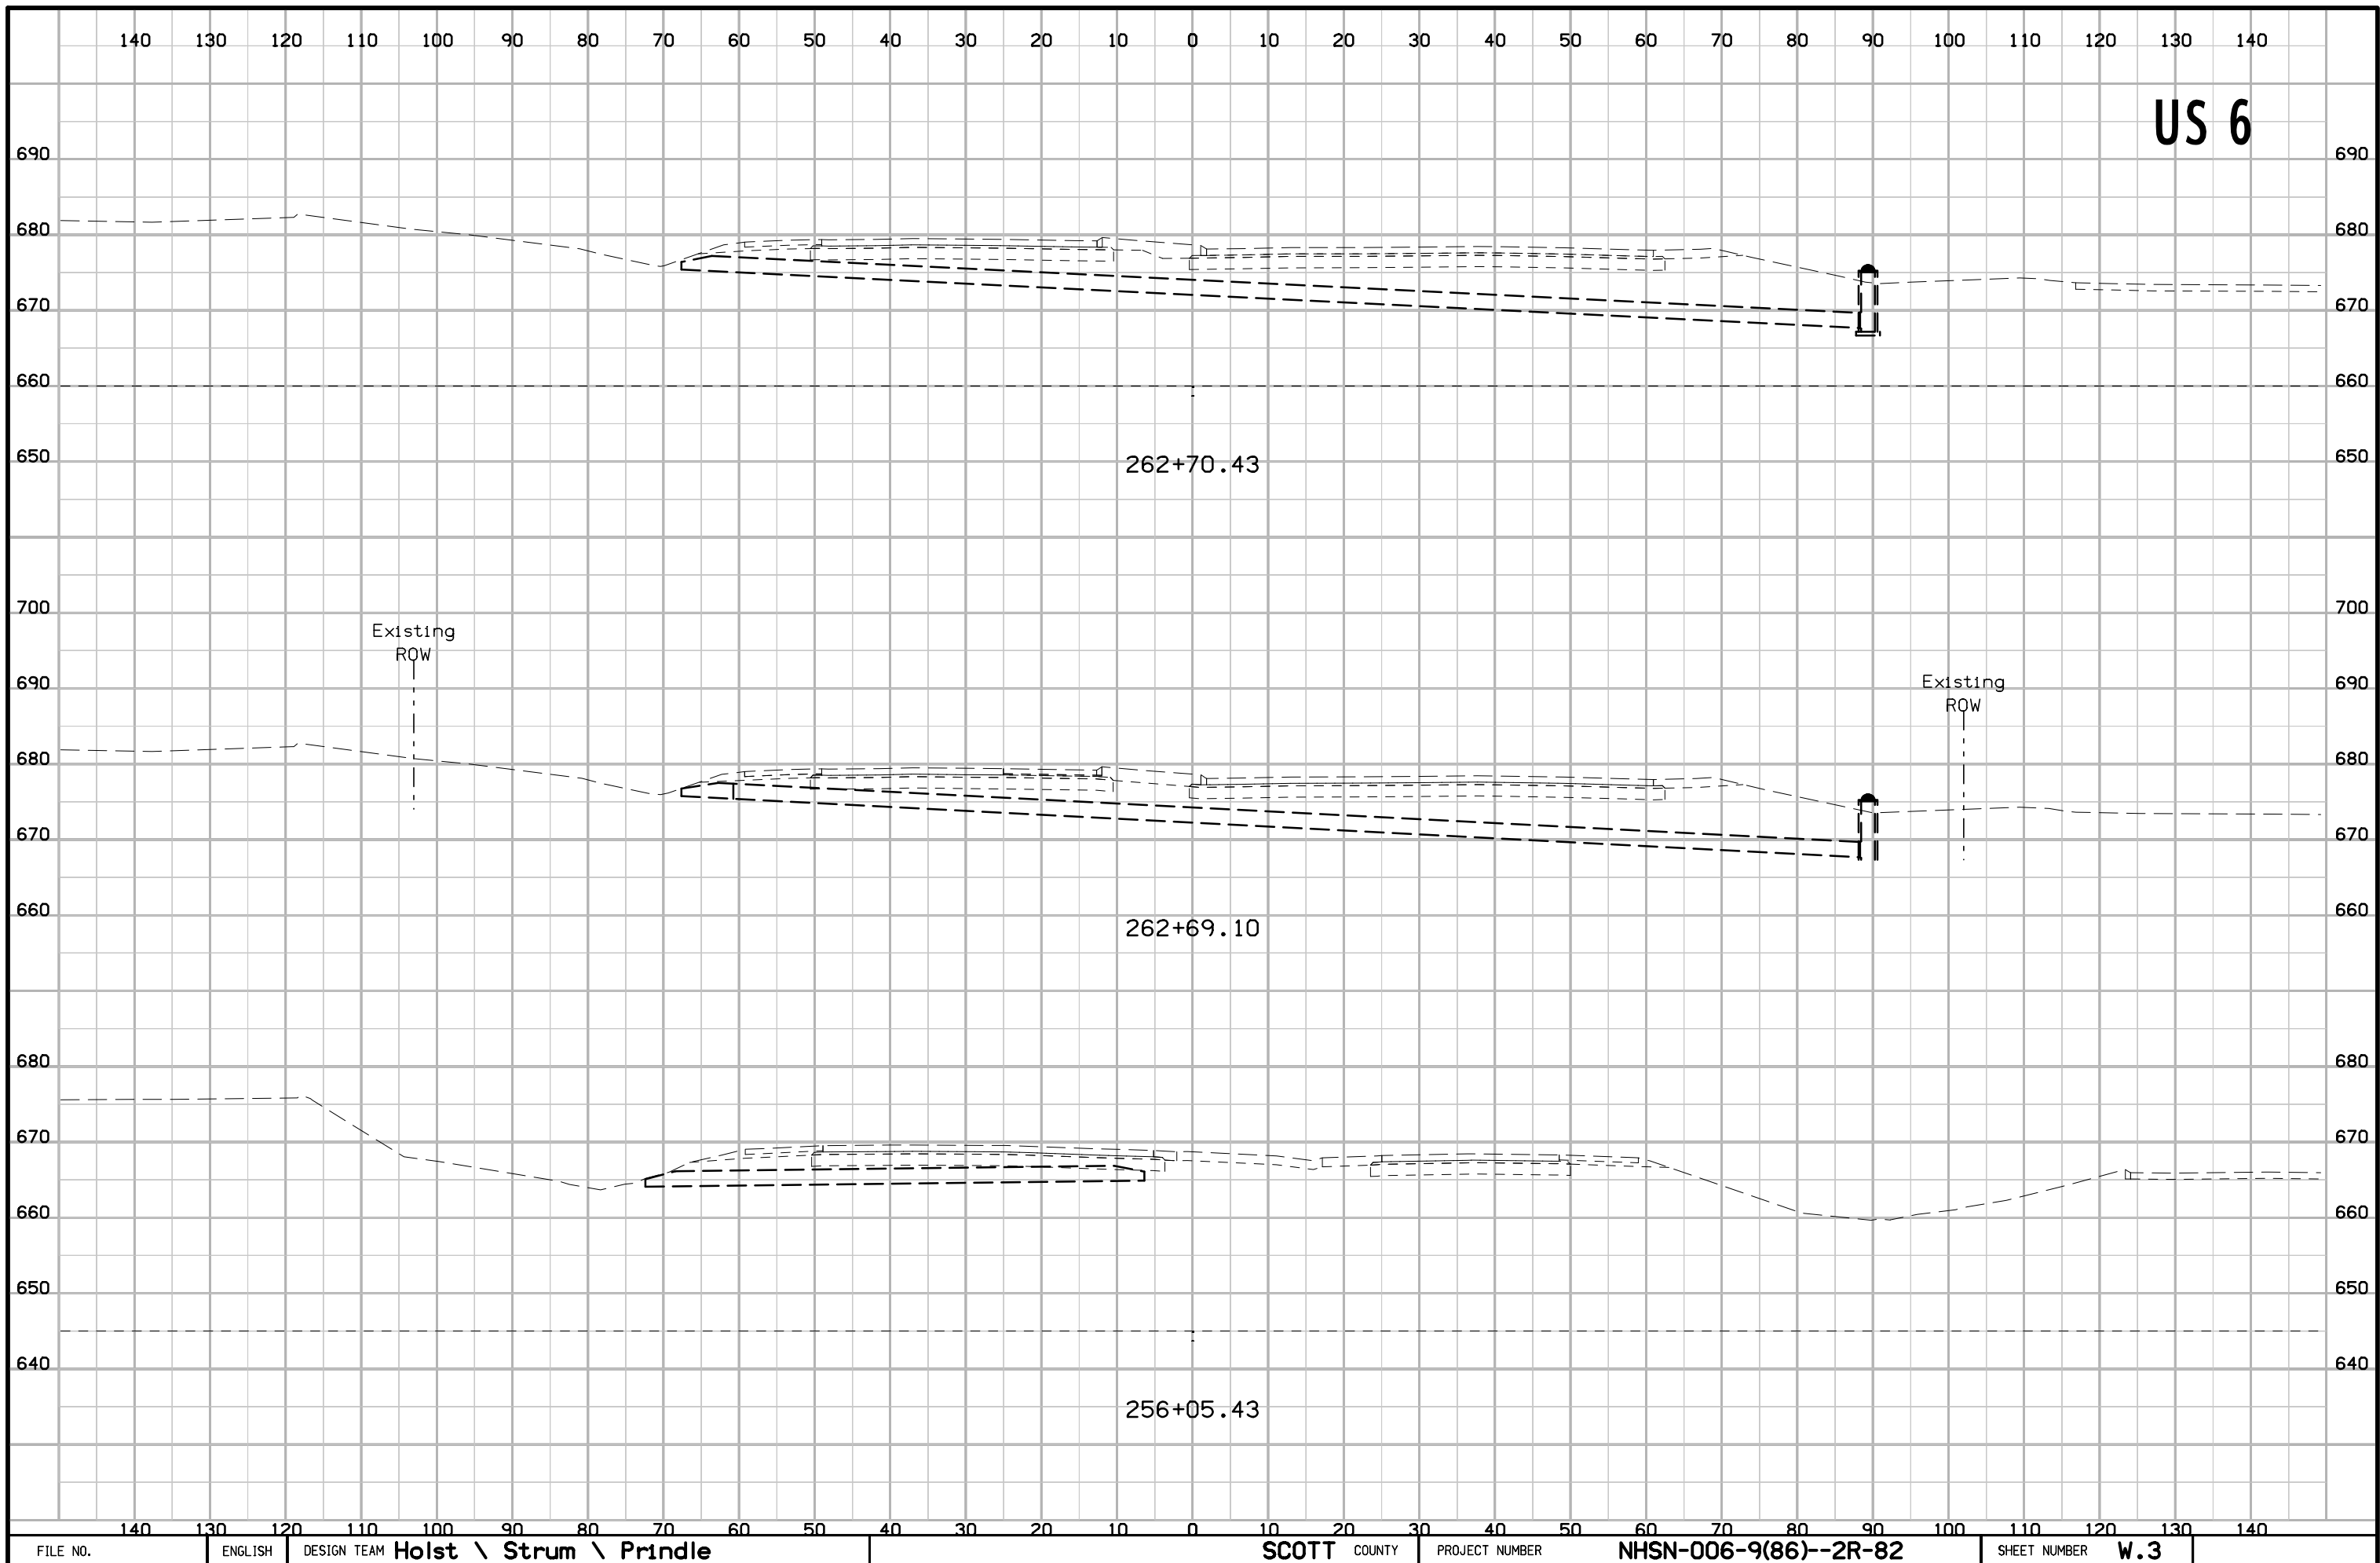 140 130 120 110 100 90 80 70 60 50 40 30 20 10 0 10 20 30 40 50 60 70 80 90 100 110 120 130 140
US 6
690 690
680 680
670 670
660 660
650 262+70.43 650
700 700
Existing
ROW
690 690
Existing
ROW
680 680
670 670
660 660
262+69.10
680 680
670 670
660 660
650 650
640 640
256+05.43
140 130 120 110 100 90 80 70 60 50 40 30 20 10 0 10 20 30 40 50 60 70 80 90 100 110 120 130 140
FILE NO. ENGLISH DESIGN TEAM Holst \ Strum \ Prindle SCOTT COUNTY PROJECT NUMBER NHSN-006-9(86)--2R-82 SHEET NUMBER W.3